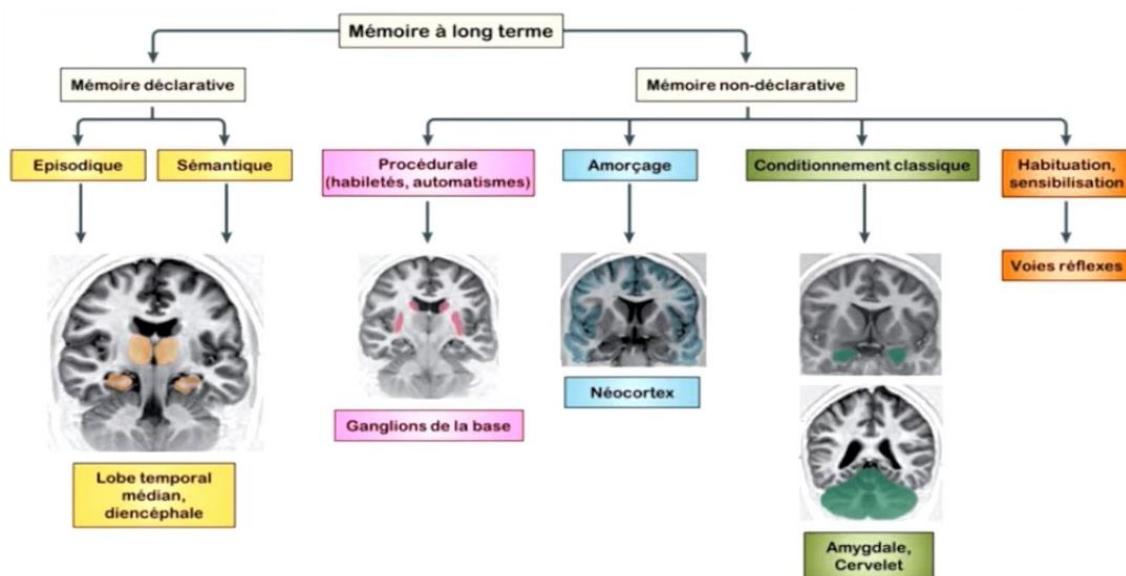 Mémoire à long terme
Mémoire déclarative
Mémoire non-déclarative
Episodique
Sémantique
Procédurale
(habiletés, automatismes)
Amorçage
Conditionnement classique
Habituation,
sensibilisation
Voies réflexes
Néocortex
Ganglions de la base
Lobe temporal
médian,
diencéphale
Amygdale,
Cervelet